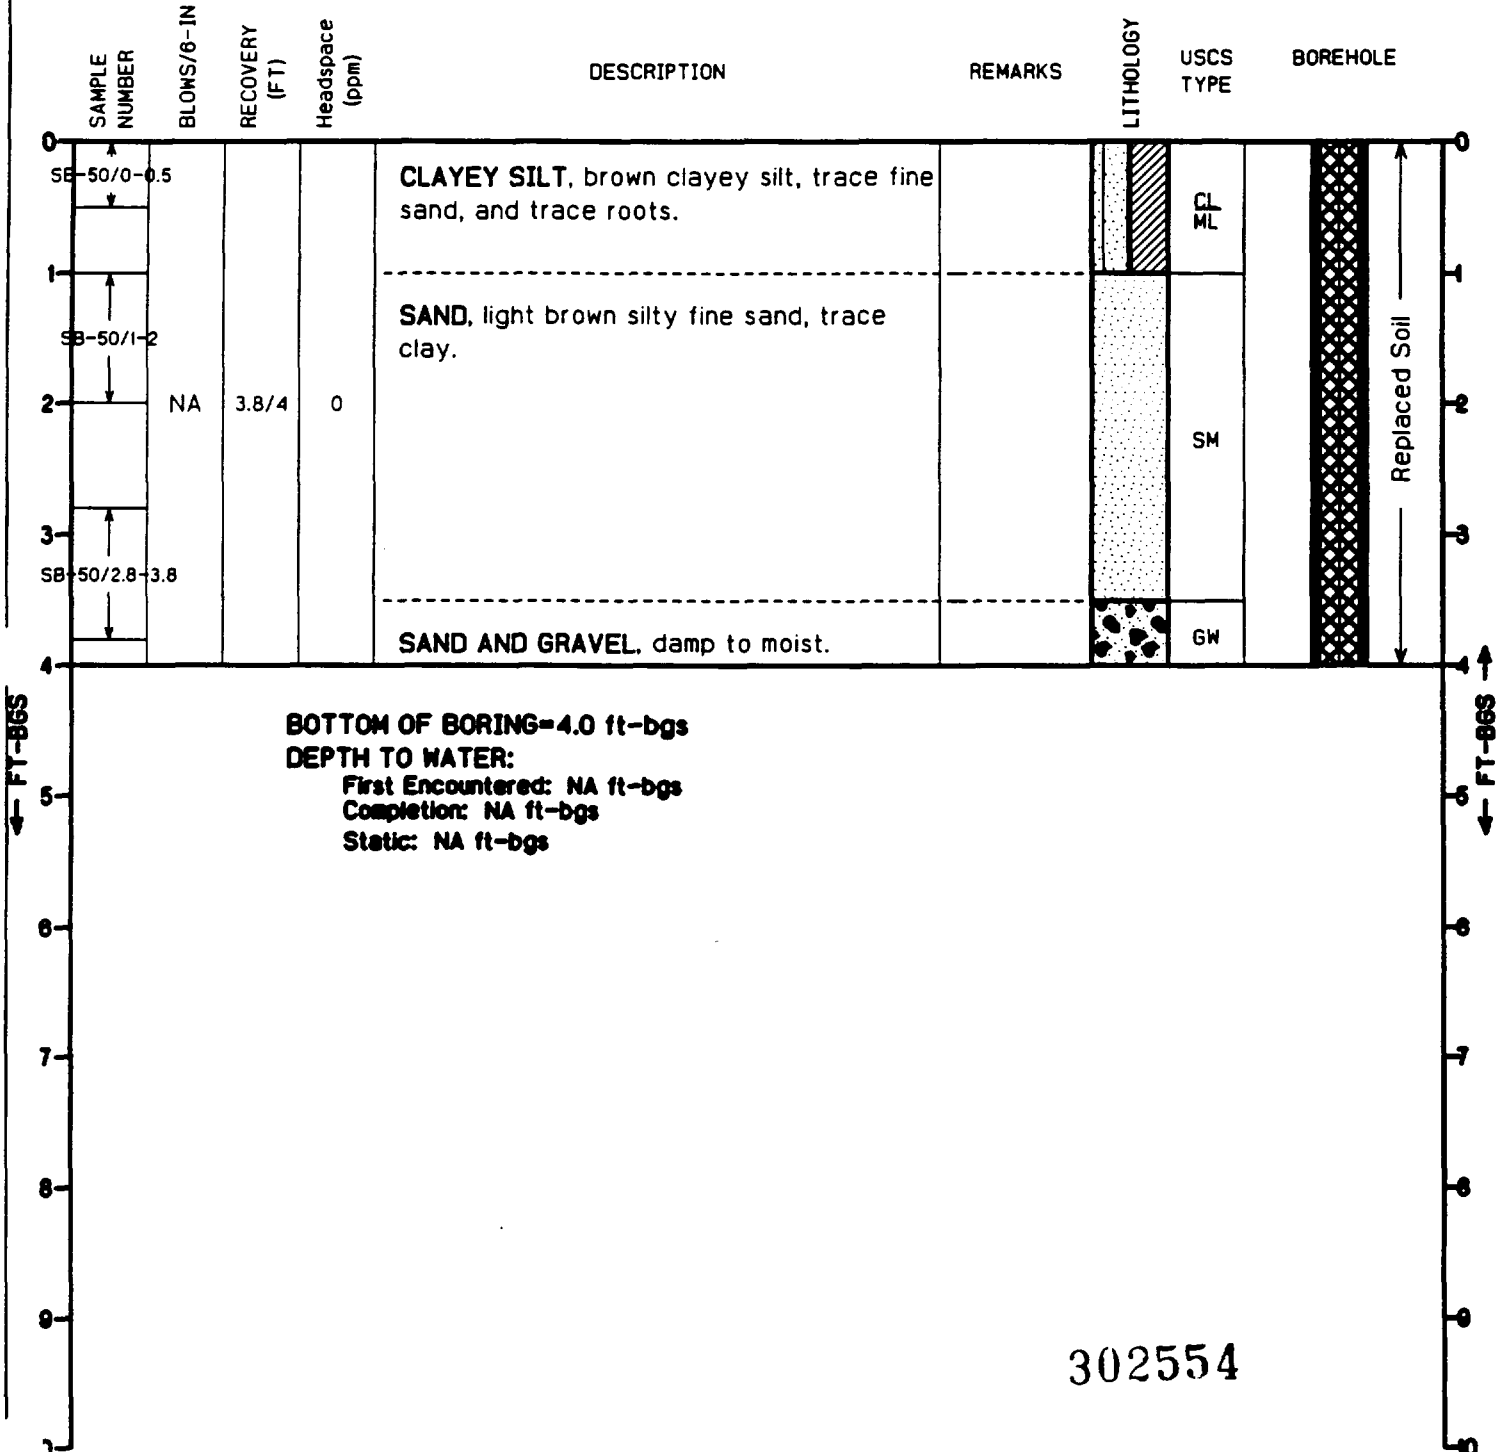 SAMPLE
NUMBER
BLOWS/6-IN
RECOVERY
(FT)
Headspace
(ppm)
DESCRIPTION
REMARKS
LITHOLOGY
USCS
TYPE
BOREHOLE
0
0
SB-50/0-0.5
CLAYEY SILT, brown clayey silt, trace fine
sand, and trace roots.
CL
ML
1
1
SB-50/1-2
SAND, light brown silty fine sand, trace
clay.
Replaced Soil
2
NA
3.8/4
0
2
SM
3
3
SB-50/2.8-3.8
SAND AND GRAVEL, damp to moist.
GW
4
4
← FT-BGS
← FT-BGS →
BOTTOM OF BORING=4.0 ft-bgs
DEPTH TO WATER:
First Encountered: NA ft-bgs
Completion: NA ft-bgs
Static: NA ft-bgs
5
5
6
6
7
7
8
8
9
9
302554